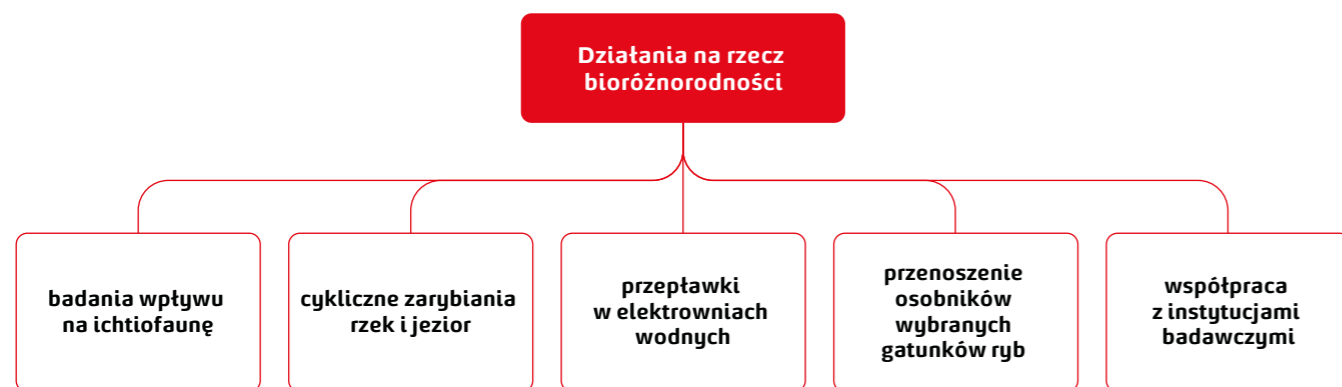 Działania na rzecz
bioróżnorodności
badania wpływu
na ichtiofaunę
cykliczne zarybiania
rzek i jezior
przepławki
w elektrowniach
wodnych
przenoszenie
osobników
wybranych
gatunków ryb
współpraca
z instytucjami
badawczymi